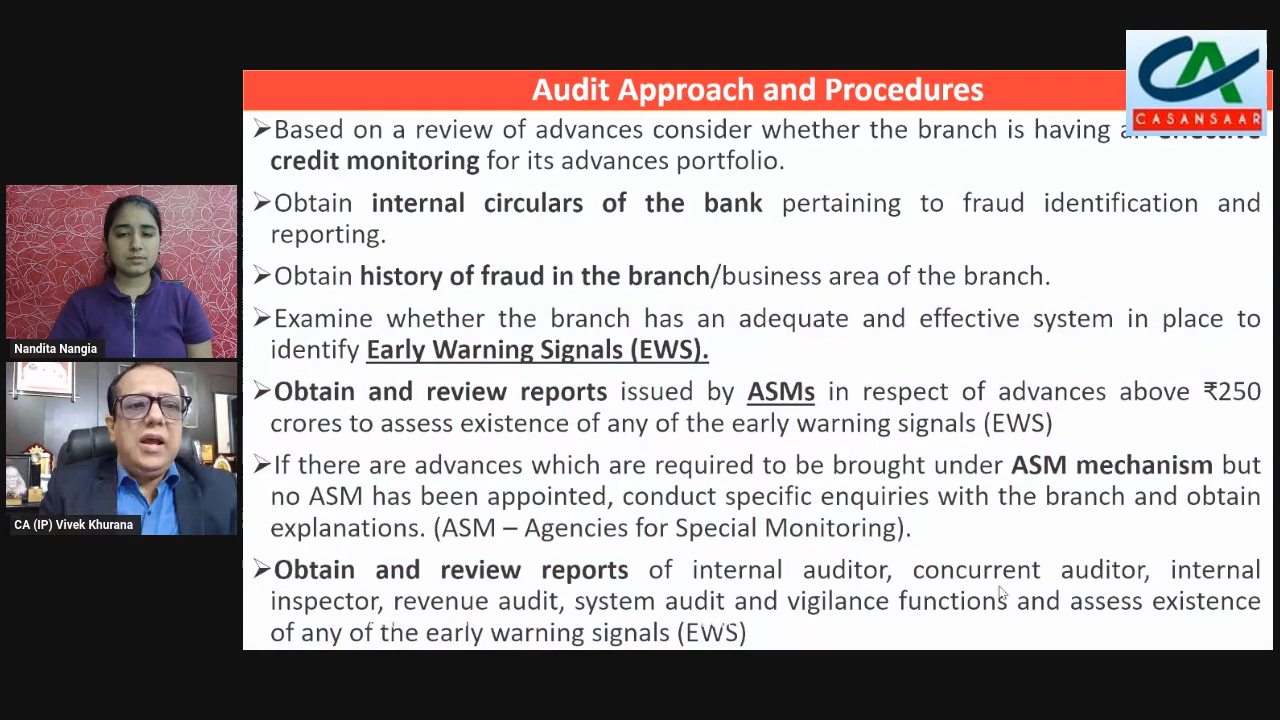 Audit Approach and Procedures
CA
CASANSAAR
➢Based on a review of advances consider whether the branch is having an effective
credit monitoring for its advances portfolio.
➢Obtain internal circulars of the bank pertaining to fraud identification and
reporting.
➢Obtain history of fraud in the branch/business area of the branch.
➢Examine whether the branch has an adequate and effective system in place to
identify Early Warning Signals (EWS).
➢Obtain and review reports issued by ASMs in respect of advances above ₹250
crores to assess existence of any of the early warning signals (EWS)
➢If there are advances which are required to be brought under ASM mechanism but
no ASM has been appointed, conduct specific enquiries with the branch and obtain
explanations. (ASM – Agencies for Special Monitoring).
➢Obtain and review reports of internal auditor, concurrent auditor, internal
inspector, revenue audit, system audit and vigilance functions and assess existence
of any of the early warning signals (EWS)
Nandita Nangia
CA (IP) Vivek Khurana